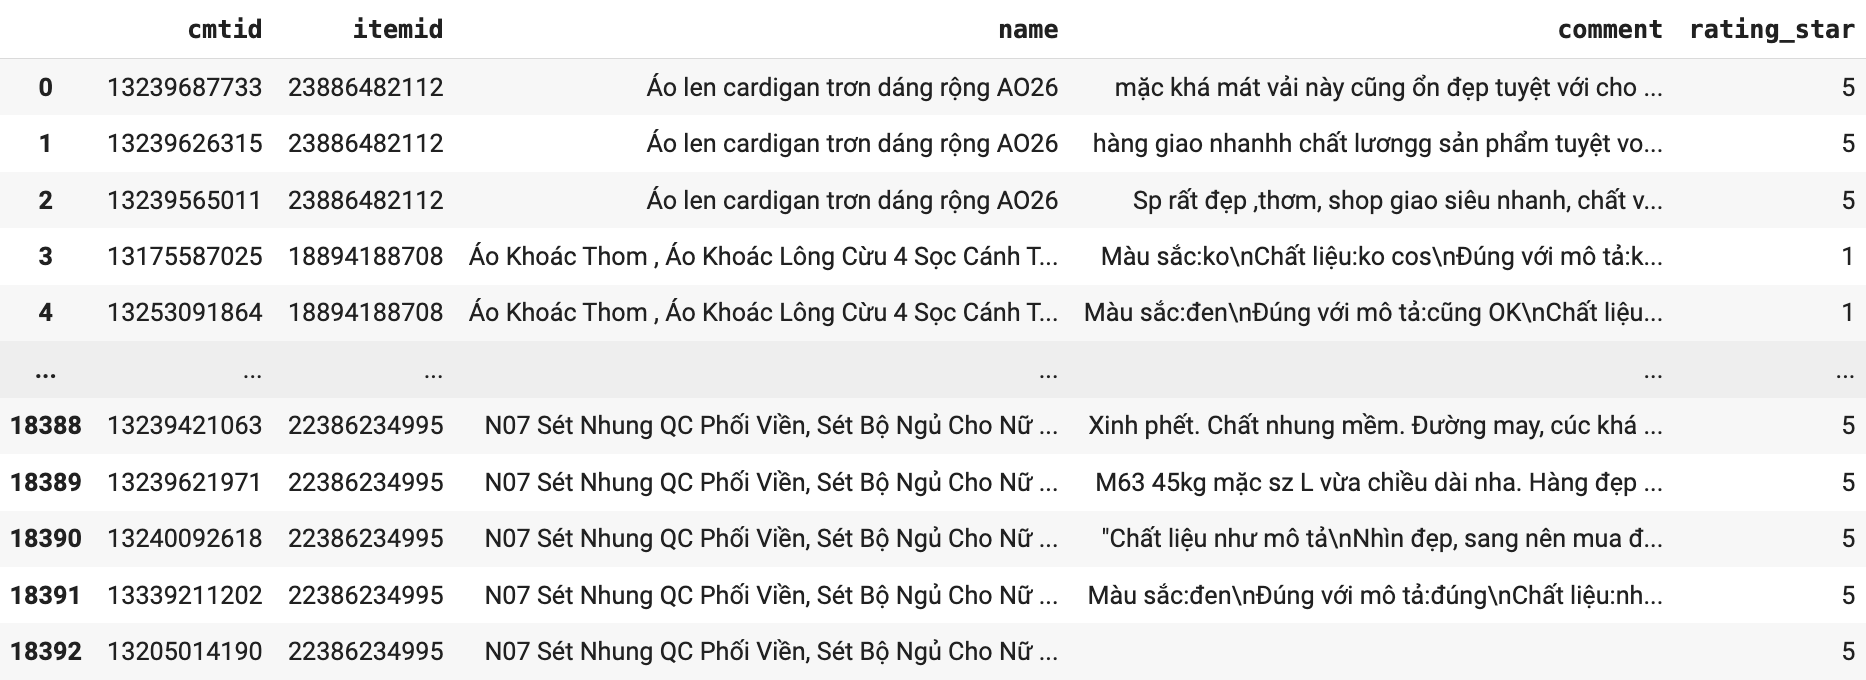 cmtid itemid name comment rating_star
0 13239687733 23886482112 Áo len cardigan trơn dáng rộng AO26 mặc khá mát vải này cũng ổn đẹp tuyệt với cho ... 5
1 13239626315 23886482112 Áo len cardigan trơn dáng rộng AO26 hàng giao nhanhh chất lươngg sản phẩm tuyệt vo... 5
2 13239565011 23886482112 Áo len cardigan trơn dáng rộng AO26 Sp rất đẹp ,thơm, shop giao siêu nhanh, chất v... 5
3 13175587025 18894188708 Áo Khoác Thom , Áo Khoác Lông Cừu 4 Sọc Cánh T... Màu sắc:ko\nChất liệu:ko cos\nĐúng với mô tả:k... 1
4 13253091864 18894188708 Áo Khoác Thom , Áo Khoác Lông Cừu 4 Sọc Cánh T... Màu sắc:đen\nĐúng với mô tả:cũng OK\nChất liệu... 1
... ... ... ... ... ...
18388 13239421063 22386234995 N07 Sét Nhung QC Phối Viền, Sét Bộ Ngủ Cho Nữ ... Xinh phết. Chất nhung mềm. Đường may, cúc khá ... 5
18389 13239621971 22386234995 N07 Sét Nhung QC Phối Viền, Sét Bộ Ngủ Cho Nữ ... M63 45kg mặc sz L vừa chiều dài nha. Hàng đẹp ... 5
18390 13240092618 22386234995 N07 Sét Nhung QC Phối Viền, Sét Bộ Ngủ Cho Nữ ... "Chất liệu như mô tả\nNhìn đẹp, sang nên mua đ... 5
18391 13339211202 22386234995 N07 Sét Nhung QC Phối Viền, Sét Bộ Ngủ Cho Nữ ... Màu sắc:đen\nĐúng với mô tả:đúng\nChất liệu:nh... 5
18392 13205014190 22386234995 N07 Sét Nhung QC Phối Viền, Sét Bộ Ngủ Cho Nữ ... 5